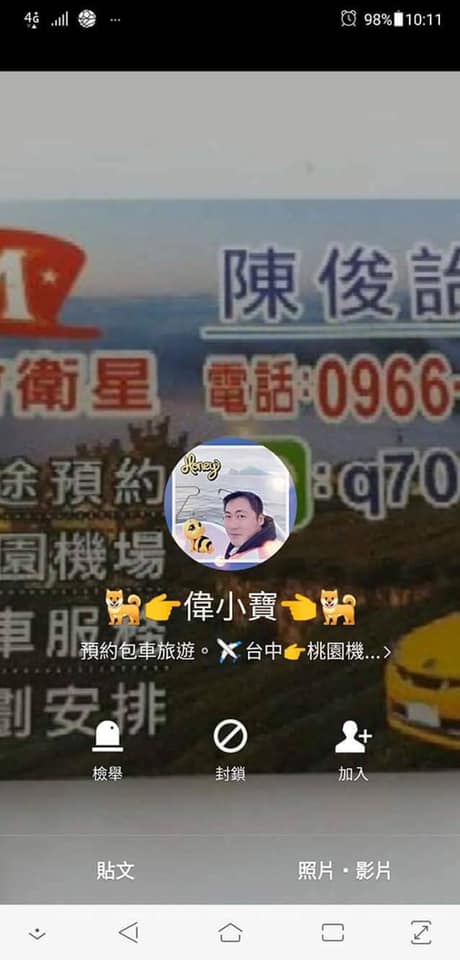 4G ... 98% 10:11
陳俊詒
衛星
電話:0966-
途預約
:q70
Honey
園機場
🐕👉偉小寶👈🐕
車服務
預約包車旅遊。✈台中👉桃園機...>
劃安排
檢舉
封鎖
加入
貼文
照片・影片